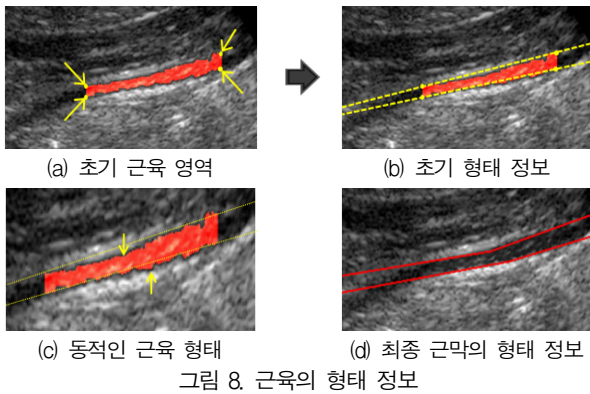 (a) 초기 근육 영역
(b) 초기 형태 정보
(c) 동적인 근육 형태
(d) 최종 근막의 형태 정보
그림 8. 근육의 형태 정보